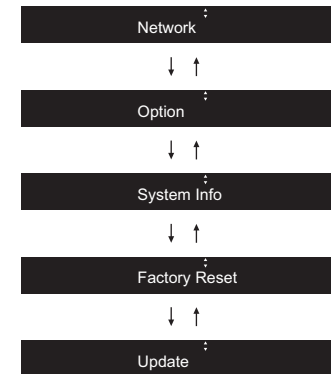 Network
Option
System Info
Factory Reset
Update